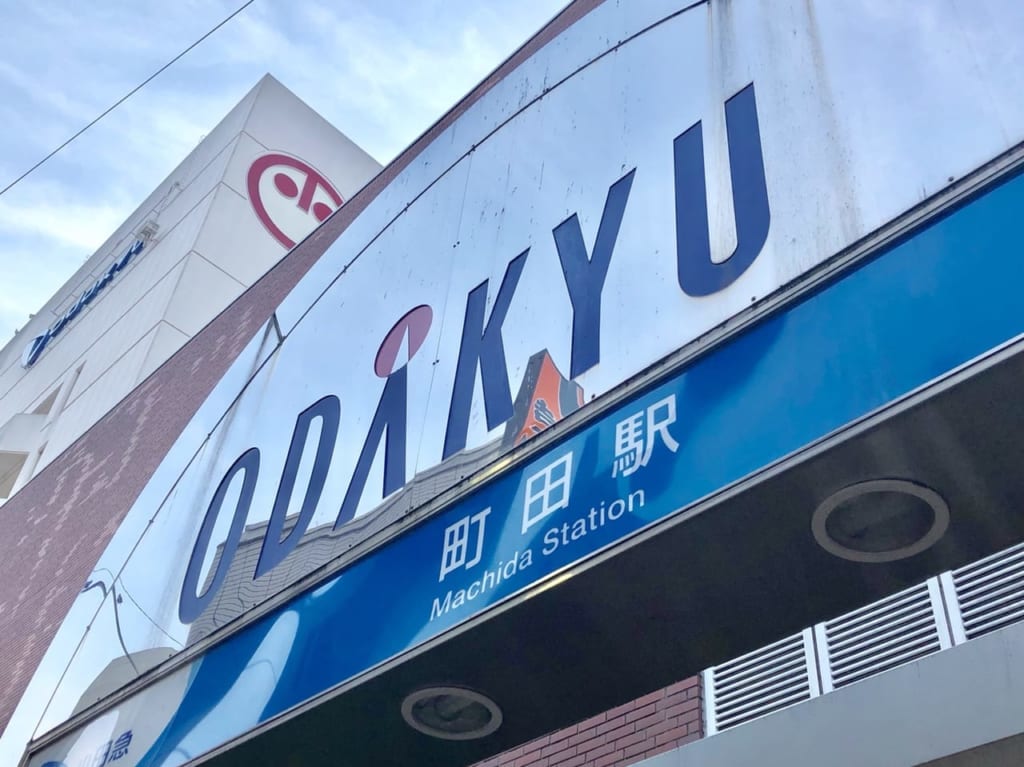 ODAKYU
町田駅
Machida Station